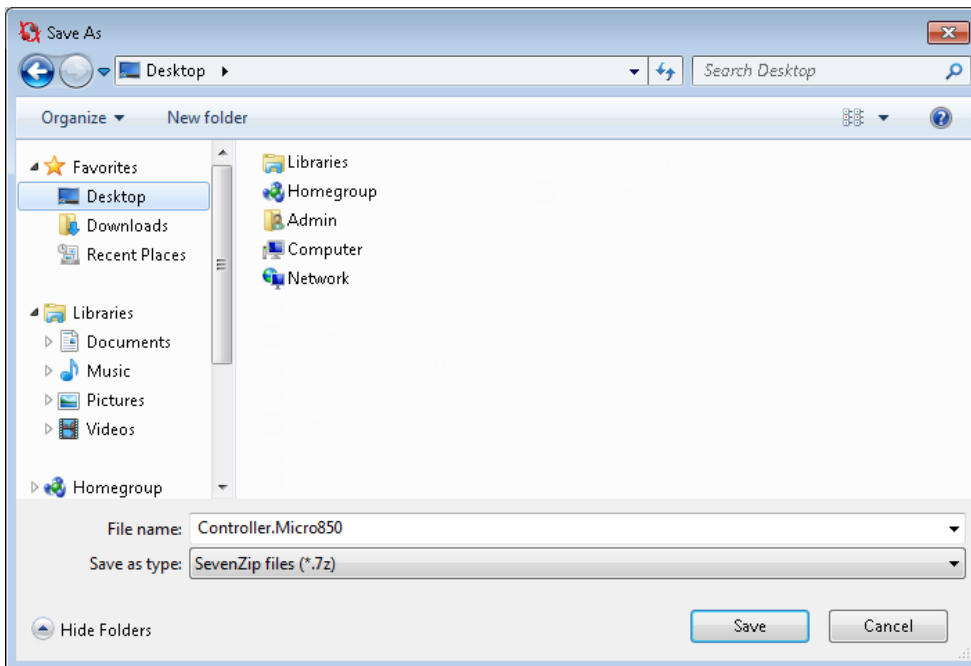 Save As
Desktop
Search Desktop
Organize New folder
Favorites
Desktop
Downloads
Recent Places
Libraries
Documents
Music
Pictures
Videos
Homegroup
Libraries
Homegroup
Admin
Computer
Network
File name: Controller.Micro850
Save as type: SevenZip files (*.7z)
Hide Folders
Save
Cancel